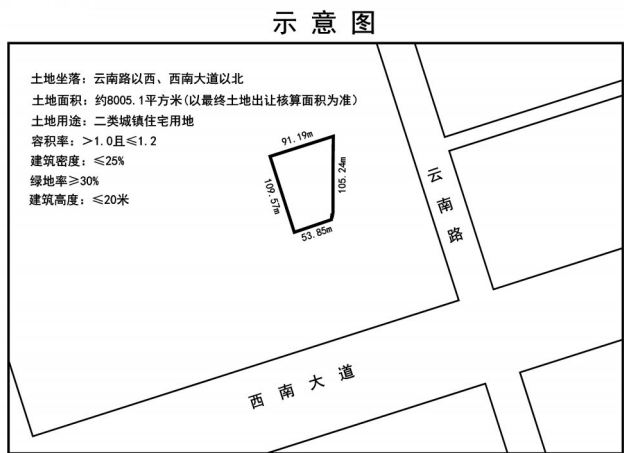 示意图
土地坐落：云南路以西、西南大道以北
土地面积：约8005.1平方米(以最终土地出让核算面积为准)
土地用途：二类城镇住宅用地
容积率：＞1.0且≤1.2
建筑密度：≤25%
绿地率≥30%
建筑高度：≤20米
91.19m
105.24m
109.57m
53.85m
云南路
西南大道